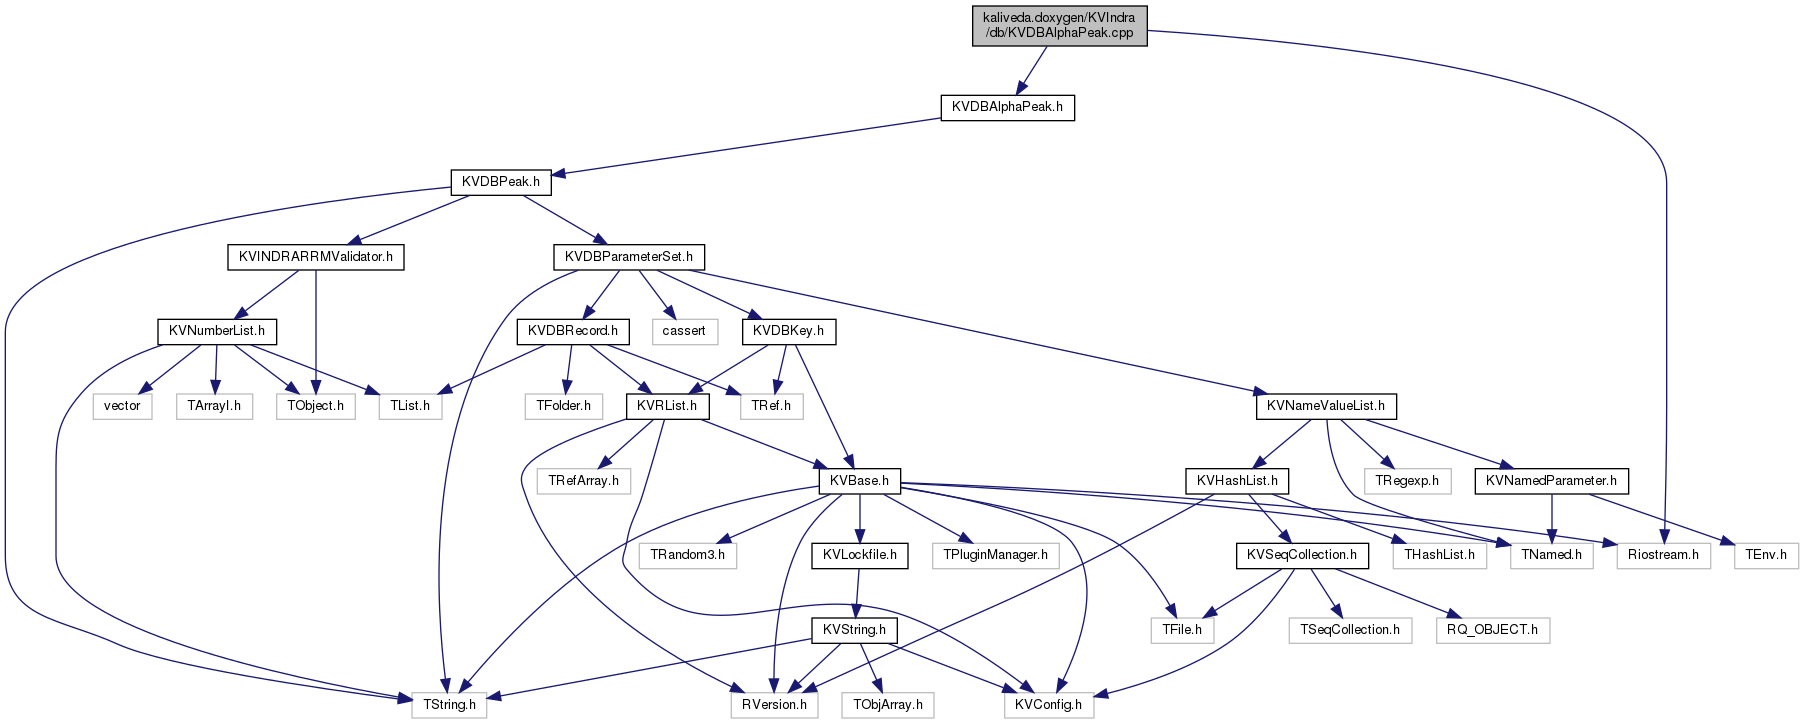 kaliveda.doxygen/KVIndra
/db/KVDBAlphaPeak.cpp
KVDBAlphaPeak.h
KVDBPeak.h
KVINDRARRMValidator.h
KVDBParameterSet.h
KVNumberList.h
KVDBRecord.h
cassert
KVDBKey.h
vector
TArrayI.h
TObject.h
TList.h
TFolder.h
KVRList.h
TRef.h
KVNameValueList.h
TRefArray.h
KVBase.h
KVHashList.h
TRegexp.h
KVNamedParameter.h
TRandom3.h
KVLockfile.h
TPluginManager.h
KVSeqCollection.h
THashList.h
TNamed.h
Riostream.h
TEnv.h
KVString.h
TFile.h
TSeqCollection.h
RQ_OBJECT.h
TString.h
RVersion.h
TObjArray.h
KVConfig.h